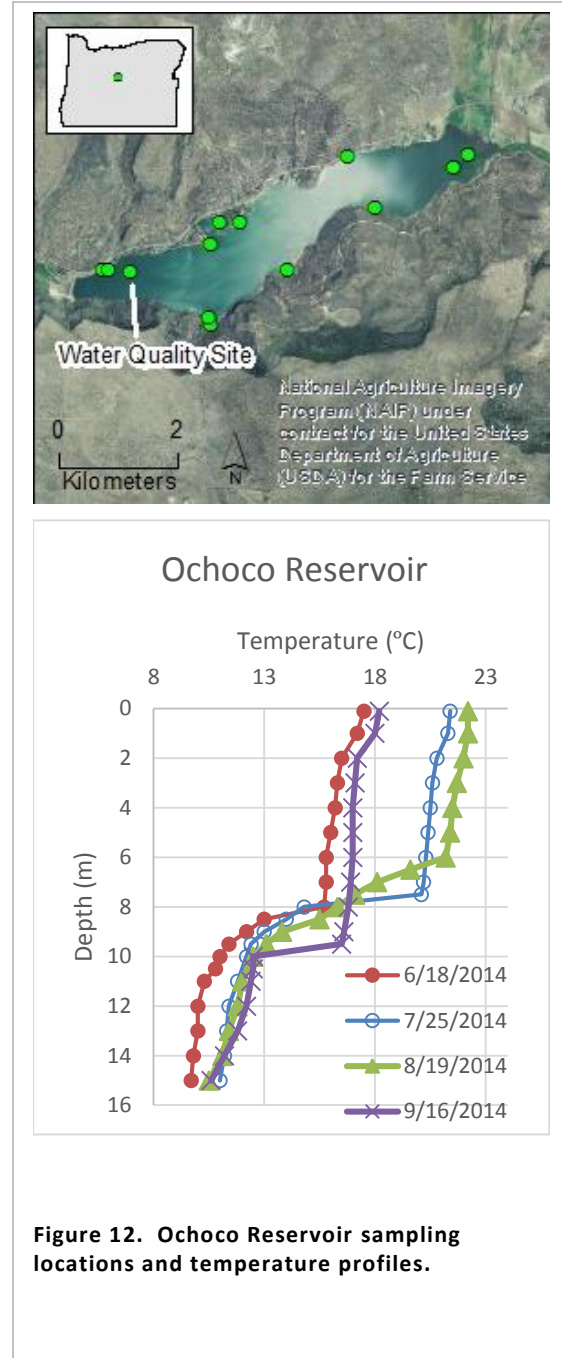 Water Quality Site
0 2
Kilometers
N
National Agriculture Imagery
Program (NAIP) under
contract for the United States
Department of Agriculture
(USDA) for the Farm Service
Ochoco Reservoir
Temperature (°C)
8 13 18 23
0
2
4
6
8
10
12
14
16
Depth (m)
6/18/2014
7/25/2014
8/19/2014
9/16/2014
Figure 12. Ochoco Reservoir sampling
locations and temperature profiles.